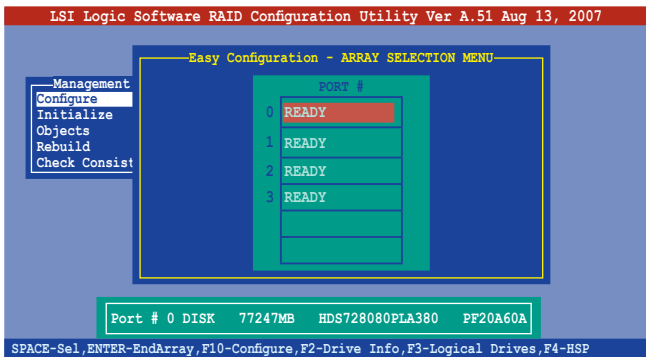 LSI Logic Software RAID Configuration Utility Ver A.51 Aug 13, 2007
Easy Configuration - ARRAY SELECTION MENU
Management
Configure
Initialize
Objects
Rebuild
Check Consist
PORT #
0 READY
1 READY
2 READY
3 READY
Port # 0 DISK 77247MB HDS728080PLA380 PF20A60A
SPACE-Sel,ENTER-EndArray,F10-Configure,F2-Drive Info,F3-Logical Drives,F4-HSP